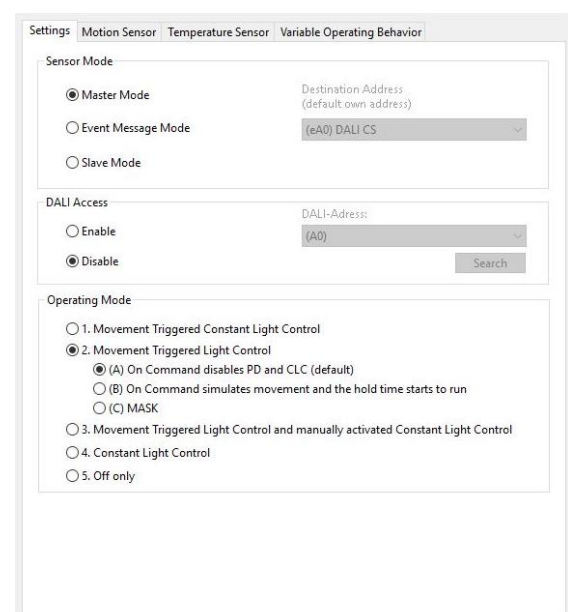 Settings Motion Sensor Temperature Sensor Variable Operating Behavior
Sensor Mode
Master Mode
Destination Address
(default own address)
Event Message Mode
(eA0) DALI CS
Slave Mode
DALI Access
DALI-Adress:
Enable
(A0)
Disable
Search
Operating Mode
1. Movement Triggered Constant Light Control
2. Movement Triggered Light Control
(A) On Command disables PD and CLC (default)
(B) On Command simulates movement and the hold time starts to run
(C) MASK
3. Movement Triggered Light Control and manually activated Constant Light Control
4. Constant Light Control
5. Off only